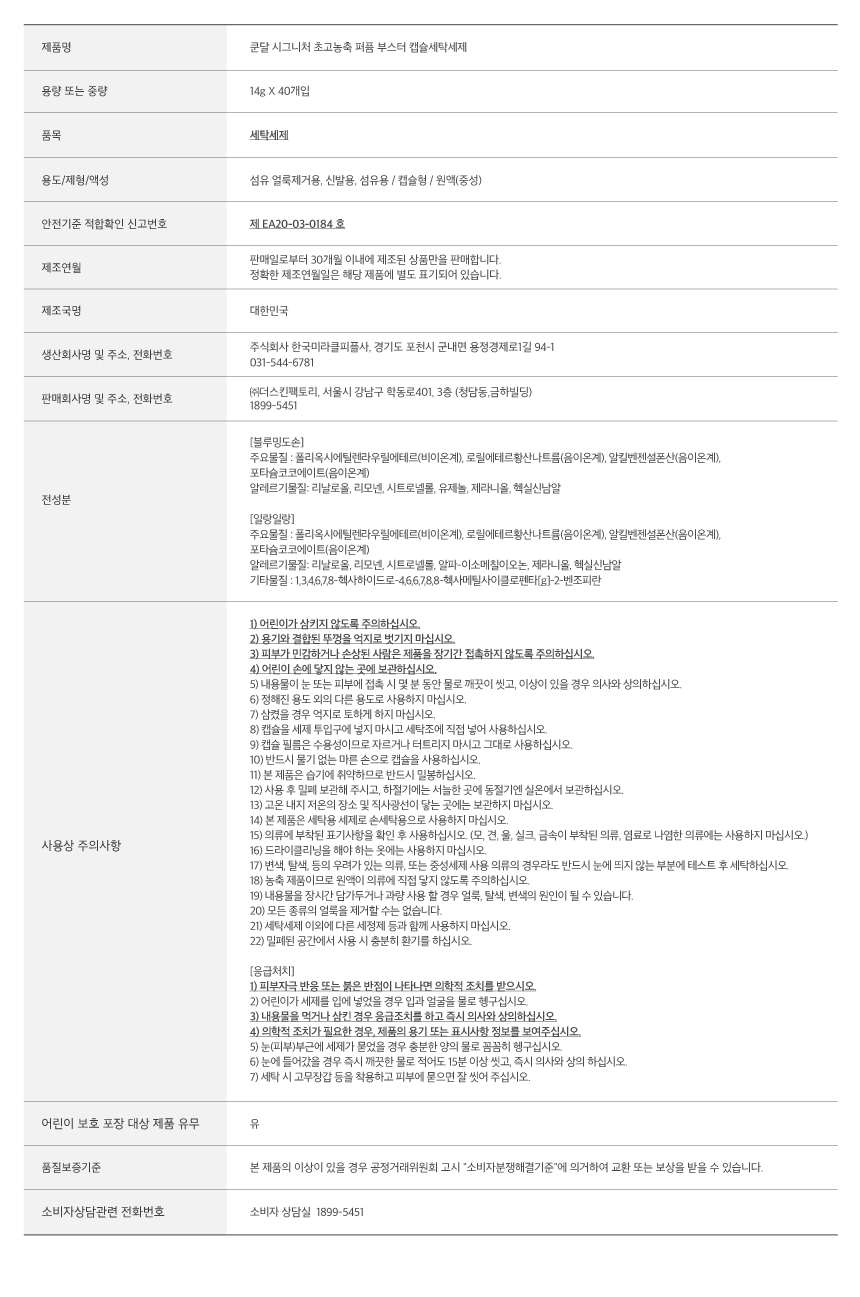 제품명
쿤달 시그니처 초고농축 퍼퓸 부스터 캡슐세탁세제
용량 또는 중량
14g X 40개입
품목
세탁세제
용도/제형/액성
섬유 얼룩제거용, 신발용, 섬유용 / 캡슐형 / 원액(중성)
안전기준 적합확인 신고번호
제 EA20-03-0184 호
제조연월
판매일로부터 30개월 이내에 제조된 상품만을 판매합니다.
정확한 제조연월일은 해당 제품에 별도 표기되어 있습니다.
제조국명
대한민국
생산회사명 및 주소, 전화번호
주식회사 한국미라클피플사, 경기도 포천시 군내면 용정경제로1길 94-1
031-544-6781
판매회사명 및 주소, 전화번호
㈜더스킨팩토리, 서울시 강남구 학동로401, 3층 (청담동,금하빌딩)
1899-5451
전성분
[블루밍도손]
주요물질 : 폴리옥시에틸렌라우릴에테르(비이온계), 로릴에테르황산나트륨(음이온계), 알킬벤젠설폰산(음이온계),
포타슘코코에이트(음이온계)
알레르기물질: 리날로올, 리모넨, 시트로넬롤, 유제놀, 제라니올, 헥실신남알
[일랑일랑]
주요물질 : 폴리옥시에틸렌라우릴에테르(비이온계), 로릴에테르황산나트륨(음이온계), 알킬벤젠설폰산(음이온계),
포타슘코코에이트(음이온계)
알레르기물질: 리날로올, 리모넨, 시트로넬롤, 알파-이소메칠이오논, 제라니올, 헥실신남알
기타물질 : 1,3,4,6,7,8-헥사하이드로-4,6,6,7,8,8-헥사메틸사이클로펜타[g]-2-벤조피란
사용상 주의사항
1) 어린이가 삼키지 않도록 주의하십시오.
2) 용기와 결합된 뚜껑을 억지로 벗기지 마십시오.
3) 피부가 민감하거나 손상된 사람은 제품을 장기간 접촉하지 않도록 주의하십시오.
4) 어린이 손에 닿지 않는 곳에 보관하십시오.
5) 내용물이 눈 또는 피부에 접촉 시 몇 분 동안 물로 깨끗이 씻고, 이상이 있을 경우 의사와 상의하십시오.
6) 정해진 용도 외의 다른 용도로 사용하지 마십시오.
7) 삼켰을 경우 억지로 토하게 하지 마십시오.
8) 캡슐을 세제 투입구에 넣지 마시고 세탁조에 직접 넣어 사용하십시오.
9) 캡슐 필름은 수용성이므로 자르거나 터트리지 마시고 그대로 사용하십시오.
10) 반드시 물기 없는 마른 손으로 캡슐을 사용하십시오.
11) 본 제품은 습기에 취약하므로 반드시 밀봉하십시오.
12) 사용 후 밀폐 보관해 주시고, 하절기에는 서늘한 곳에 동절기엔 실온에서 보관하십시오.
13) 고온 내지 저온의 장소 및 직사광선이 닿는 곳에는 보관하지 마십시오.
14) 본 제품은 세탁용 세제로 손세탁용으로 사용하지 마십시오.
15) 의류에 부착된 표기사항을 확인 후 사용하십시오. (모, 견, 울, 실크, 금속이 부착된 의류, 염료로 나염한 의류에는 사용하지 마십시오.)
16) 드라이클리닝을 해야 하는 옷에는 사용하지 마십시오.
17) 변색, 탈색, 등의 우려가 있는 의류, 또는 중성세제 사용 의류의 경우라도 반드시 눈에 띄지 않는 부분에 테스트 후 세탁하십시오.
18) 농축 제품이므로 원액이 의류에 직접 닿지 않도록 주의하십시오.
19) 내용물을 장시간 담가두거나 과량 사용 할 경우 얼룩, 탈색, 변색의 원인이 될 수 있습니다.
20) 모든 종류의 얼룩을 제거할 수는 없습니다.
21) 세탁세제 이외에 다른 세정제 등과 함께 사용하지 마십시오.
22) 밀폐된 공간에서 사용 시 충분히 환기를 하십시오.
[응급처치]
1) 피부자극 반응 또는 붉은 반점이 나타나면 의학적 조치를 받으시오.
2) 어린이가 세제를 입에 넣었을 경우 입과 얼굴을 물로 헹구십시오.
3) 내용물을 먹거나 삼킨 경우 응급조치를 하고 즉시 의사와 상의하십시오.
4) 의학적 조치가 필요한 경우, 제품의 용기 또는 표시사항 정보를 보여주십시오.
5) 눈(피부)부근에 세제가 묻었을 경우 충분한 양의 물로 꼼꼼히 헹구십시오.
6) 눈에 들어갔을 경우 즉시 깨끗한 물로 적어도 15분 이상 씻고, 즉시 의사와 상의 하십시오.
7) 세탁 시 고무장갑 등을 착용하고 피부에 묻으면 잘 씻어 주십시오.
어린이 보호 포장 대상 제품 유무
유
품질보증기준
본 제품의 이상이 있을 경우 공정거래위원회 고시 "소비자분쟁해결기준"에 의거하여 교환 또는 보상을 받을 수 있습니다.
소비자상담관련 전화번호
소비자 상담실 1899-5451